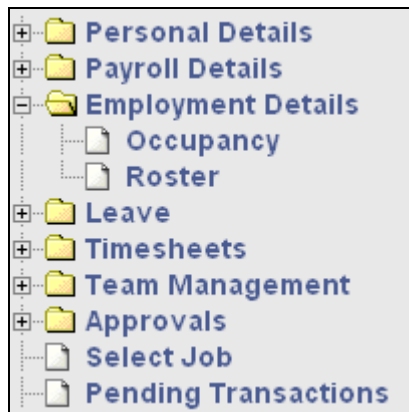 Personal Details
Payroll Details
Employment Details
Occupancy
Roster
Leave
Timesheets
Team Management
Approvals
Select Job
Pending Transactions